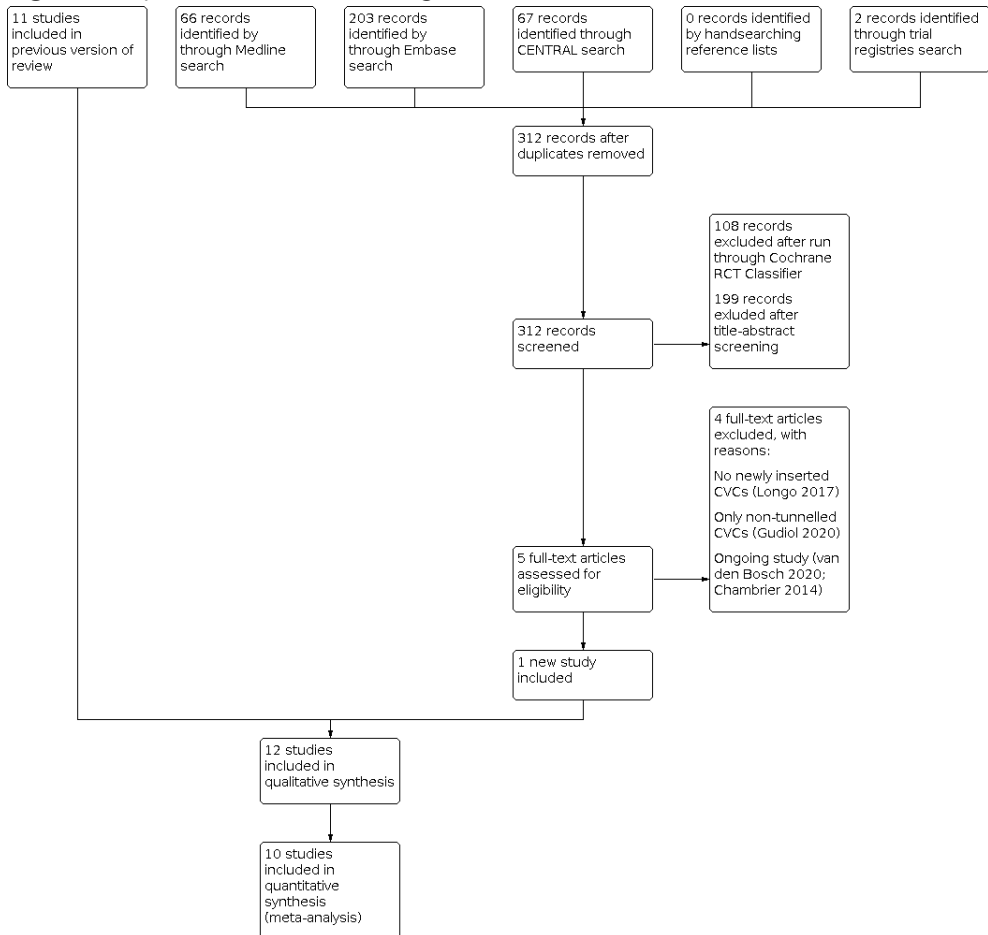 11 studies
included in
previous version of
review
66 records
identified by
through Medline
search
203 records
identified by
through Embase
search
67 records
identified through
CENTRAL search
0 records identified
by handsearching
reference lists
2 records identified
through trial
registries search
312 records after
duplicates removed
108 records
excluded after run
through Cochrane
RCT Classifier
199 records
exluded after
title-abstract
screening
312 records
screened
4 full-text articles
excluded, with
reasons:
No newly inserted
CVCs (Longo 2017)
Only non-tunnelled
CVCs (Gudiol 2020)
Ongoing study (van
den Bosch 2020;
Chambrier 2014)
5 full-text articles
assessed for
eligibility
1 new study
included
12 studies
included in
qualitative synthesis
10 studies
included in
quantitative
synthesis
(meta-analysis)